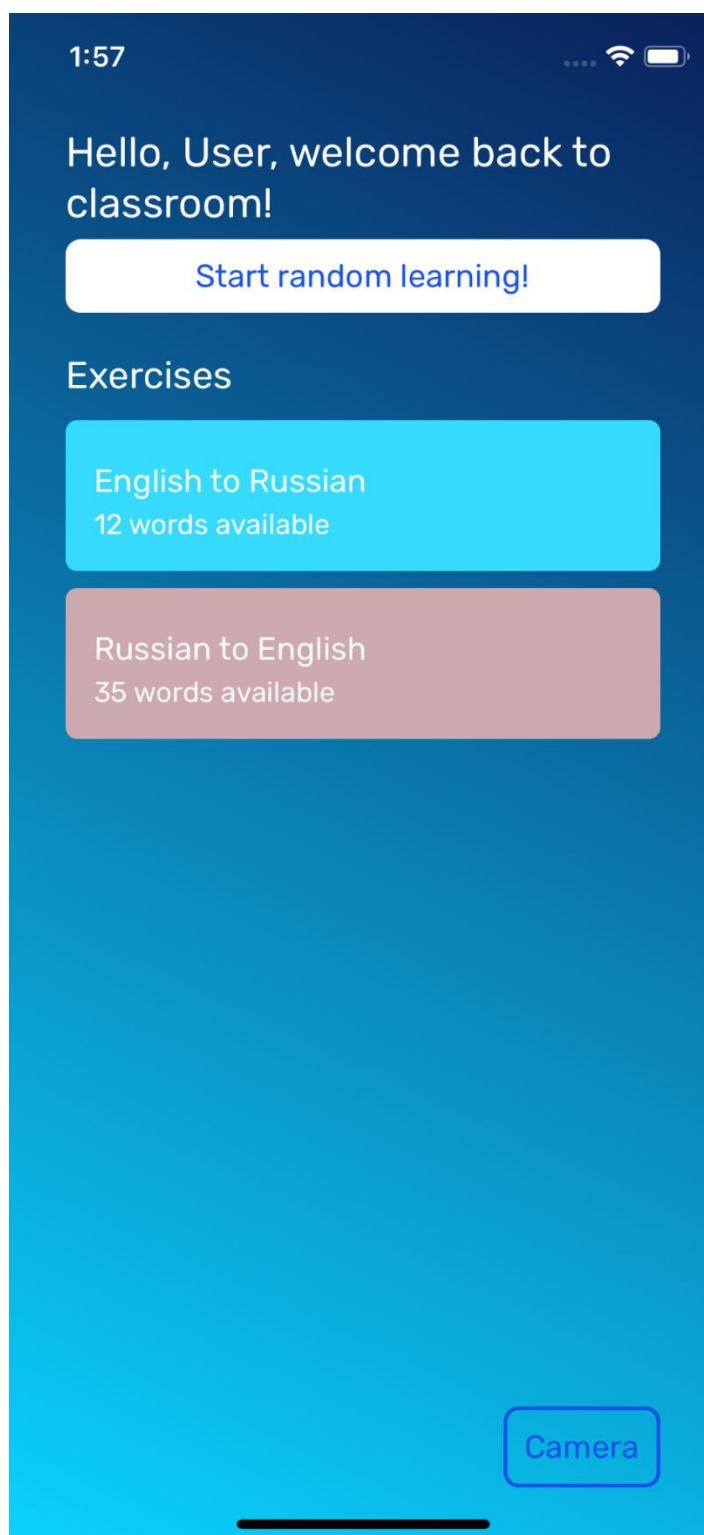 1:57
Hello, User, welcome back to
classroom!
Start random learning!
Exercises
English to Russian
12 words available
Russian to English
35 words available
Camera